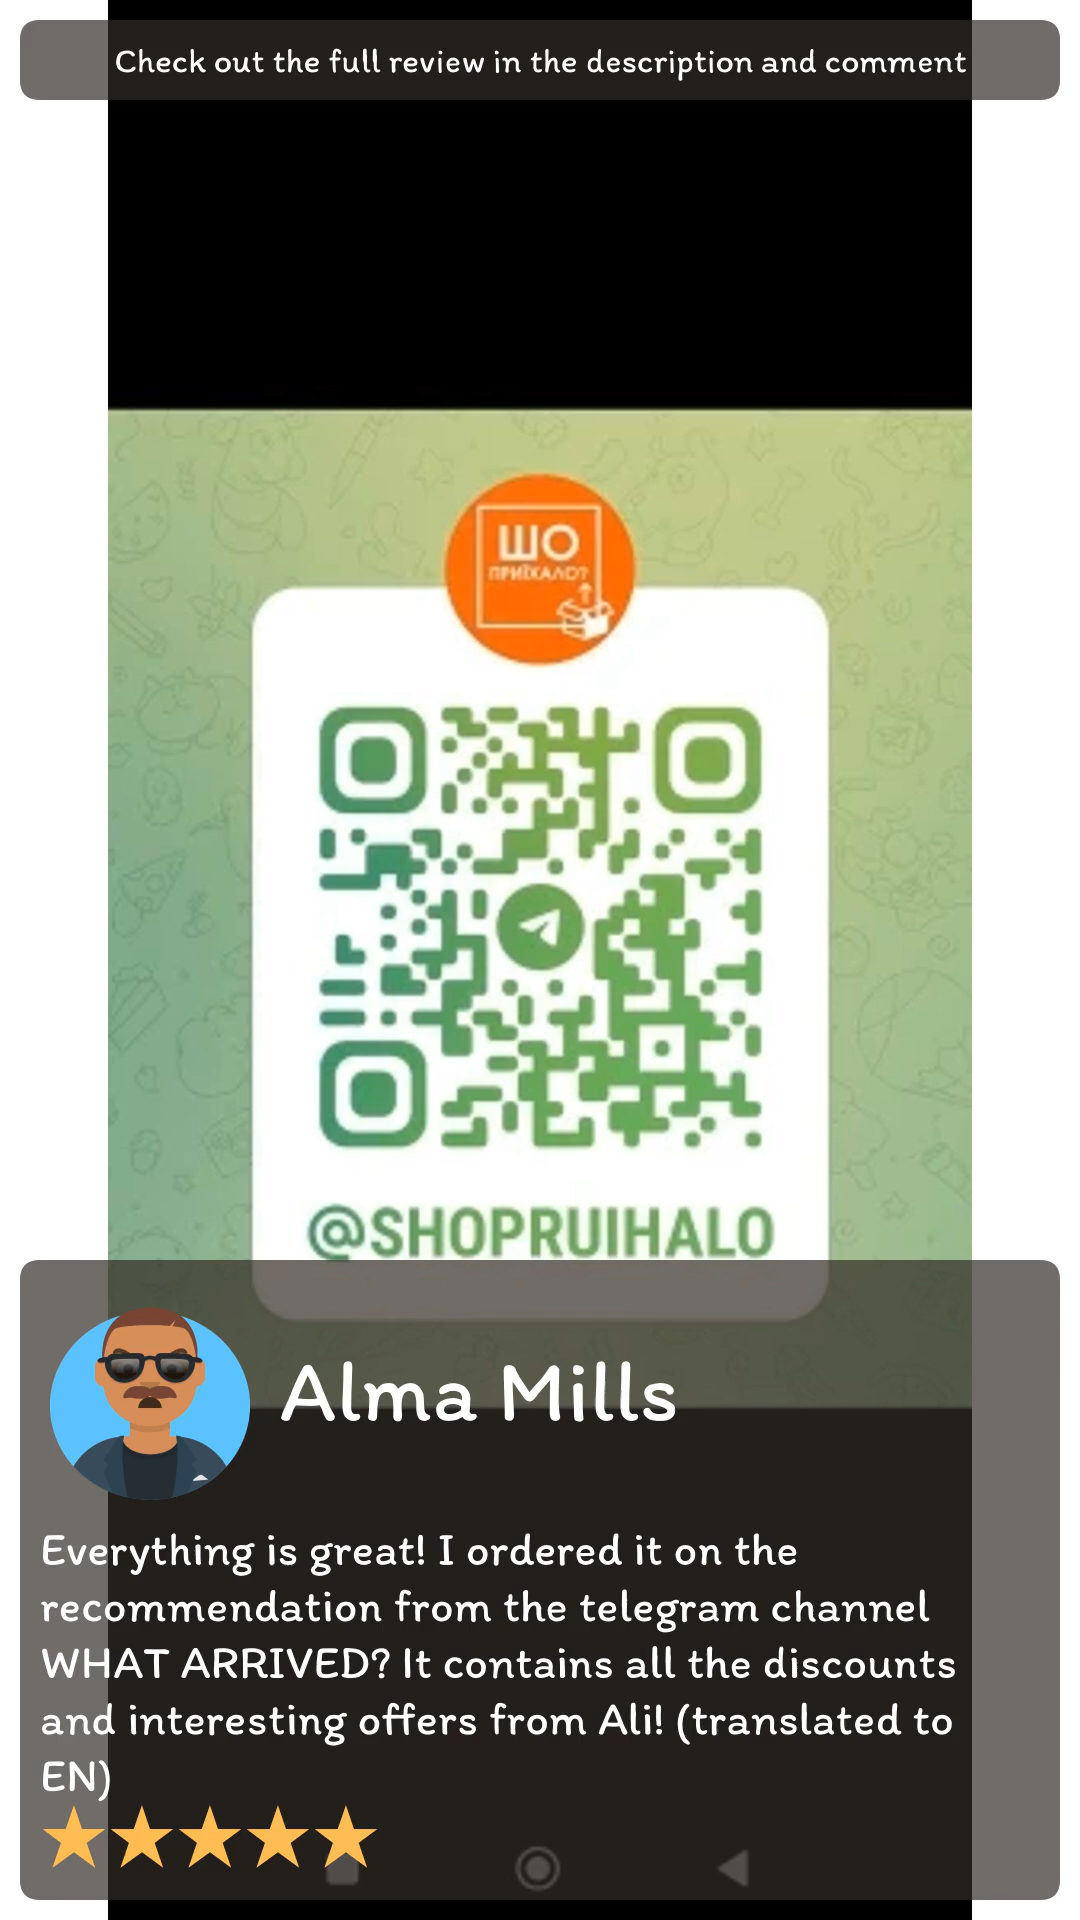 Check out the full review in the description and comment
ШО
ПРИЇХАЛО?
@SHOPRUIHALO
Alma Mills
Everything is great! I ordered it on the
recommendation from the telegram channel
WHAT ARRIVED? It contains all the discounts
and interesting offers from Ali! (translated to
EN)